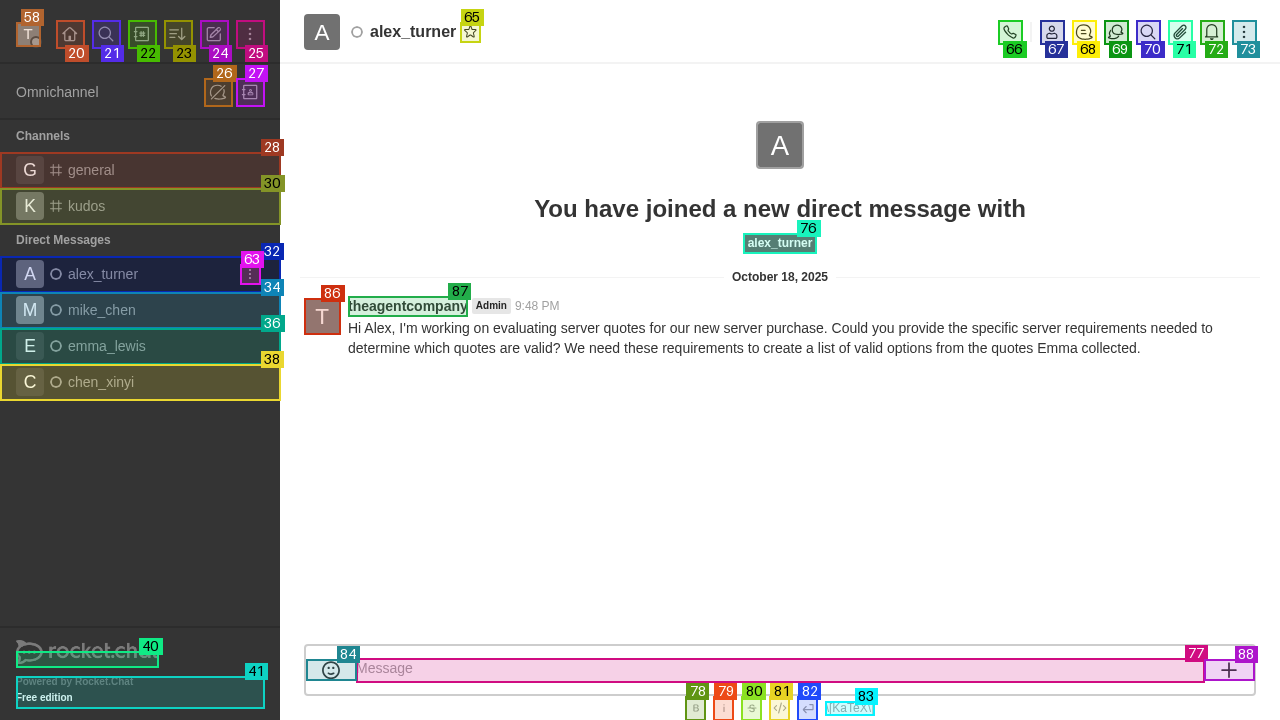 T
A
alex_turner
Omnichannel
Channels
G general
K kudos
Direct Messages
A alex_turner
M mike_chen
E emma_lewis
C chen_xinyi
rocket.chat
Powered by Rocket.Chat
Free edition
A
You have joined a new direct message with
alex_turner
October 18, 2025
T
theagentcompany Admin 9:48 PM
Hi Alex, I'm working on evaluating server quotes for our new server purchase. Could you provide the specific server requirements needed to
determine which quotes are valid? We need these requirements to create a list of valid options from the quotes Emma collected.
Message
B i S </> \[KaTeX\]
58
20 21 22 23 24 25
26 27
28
30
32
63
34
36
38
40
41
65
66 67 68 69 70 71 72 73
76
86 87
84 77 88
78 79 80 81 82 83